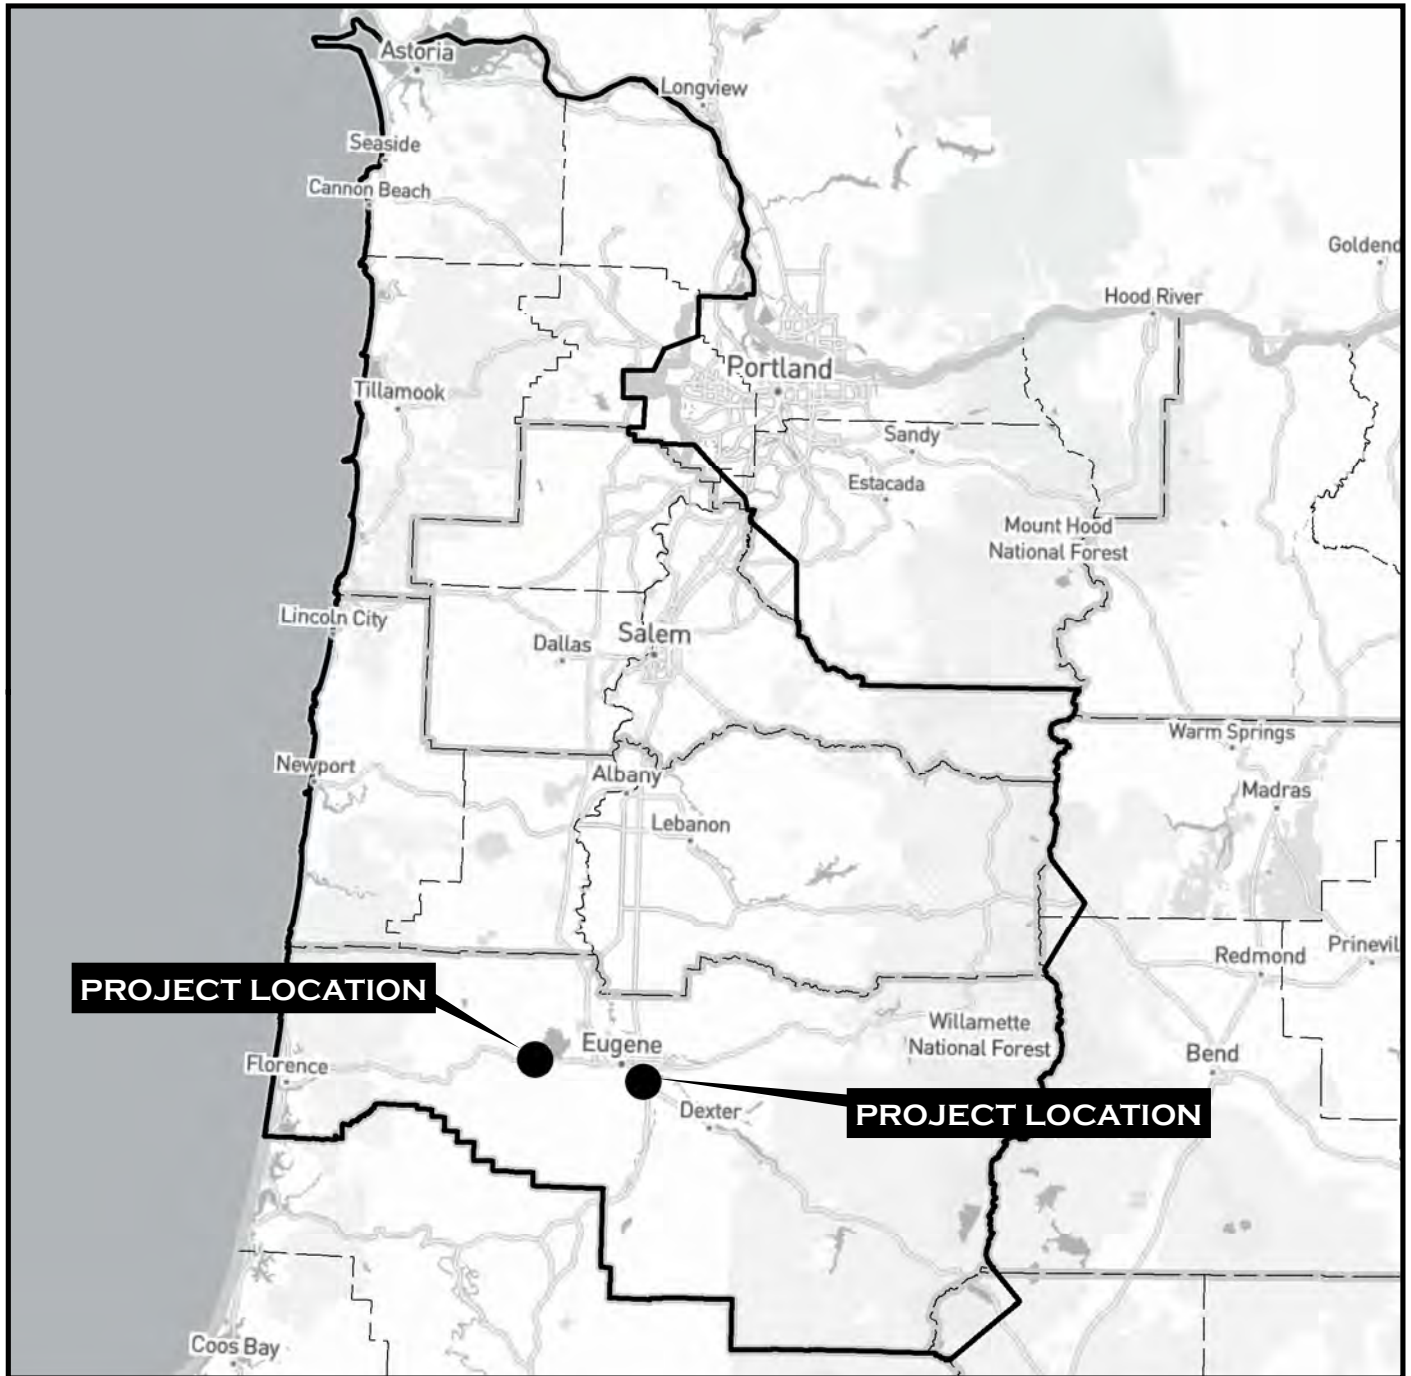 Astoria
Longview
Seaside
Cannon Beach
Goldend
Hood River
Portland
Tillamook
Sandy
Estacada
Mount Hood
National Forest
Lincoln City
Dallas
Salem
Warm Springs
Newport
Albany
Madras
Lebanon
Redmond
Prinevil
PROJECT LOCATION
Willamette
National Forest
Eugene
Bend
Florence
Dexter
PROJECT LOCATION
Coos Bay